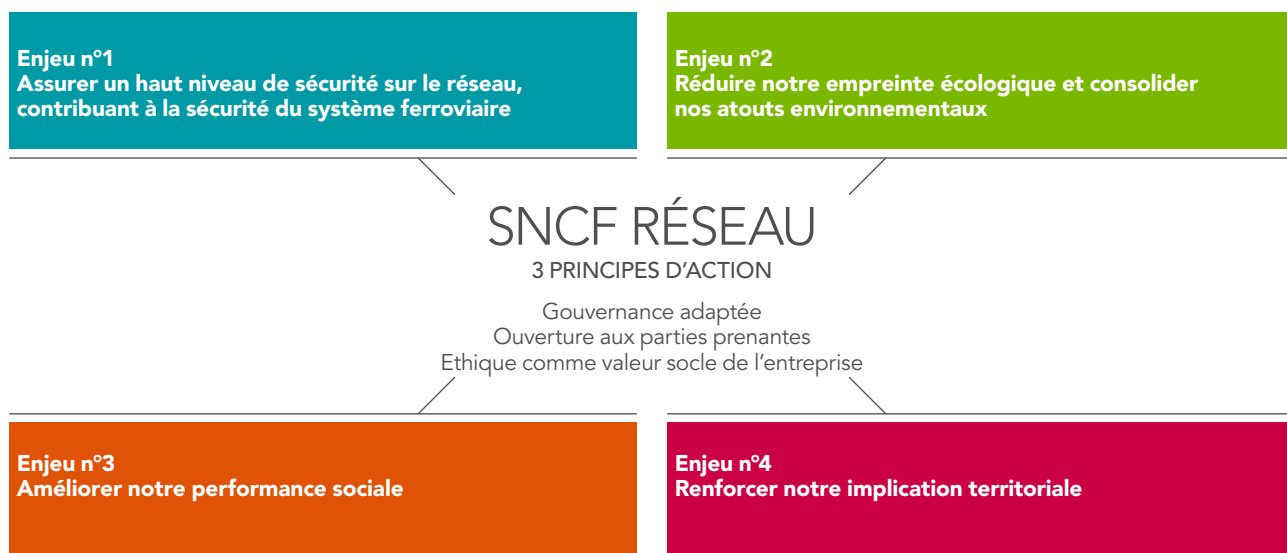 Enjeu n°1
Assurer un haut niveau de sécurité sur le réseau,
contribuant à la sécurité du système ferroviaire
Enjeu n°2
Réduire notre empreinte écologique et consolider
nos atouts environnementaux
SNCF RÉSEAU
3 PRINCIPES D’ACTION
Gouvernance adaptée
Ouverture aux parties prenantes
Ethique comme valeur socle de l’entreprise
Enjeu n°3
Améliorer notre performance sociale
Enjeu n°4
Renforcer notre implication territoriale